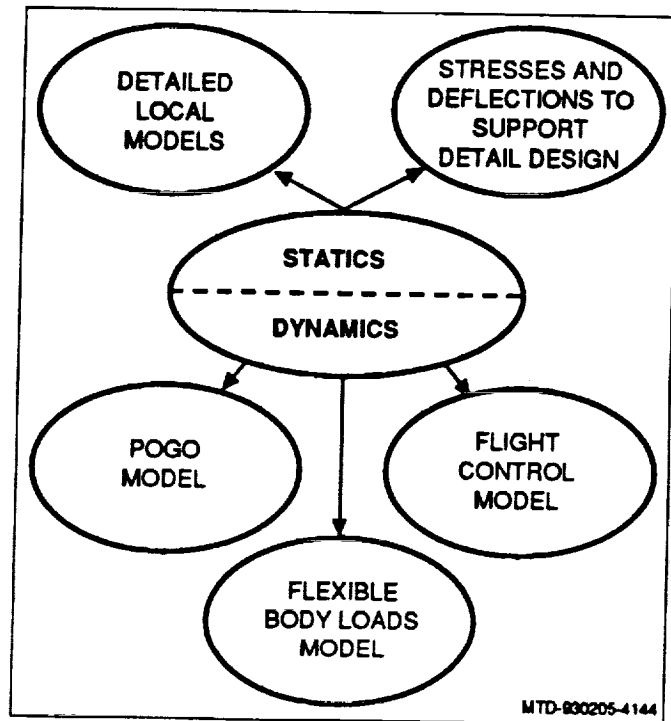 DETAILED
LOCAL
MODELS
STRESSES AND
DEFLECTIONS TO
SUPPORT
DETAIL DESIGN
STATICS
DYNAMICS
POGO
MODEL
FLIGHT
CONTROL
MODEL
FLEXIBLE
BODY LOADS
MODEL
MTD-930205-4144